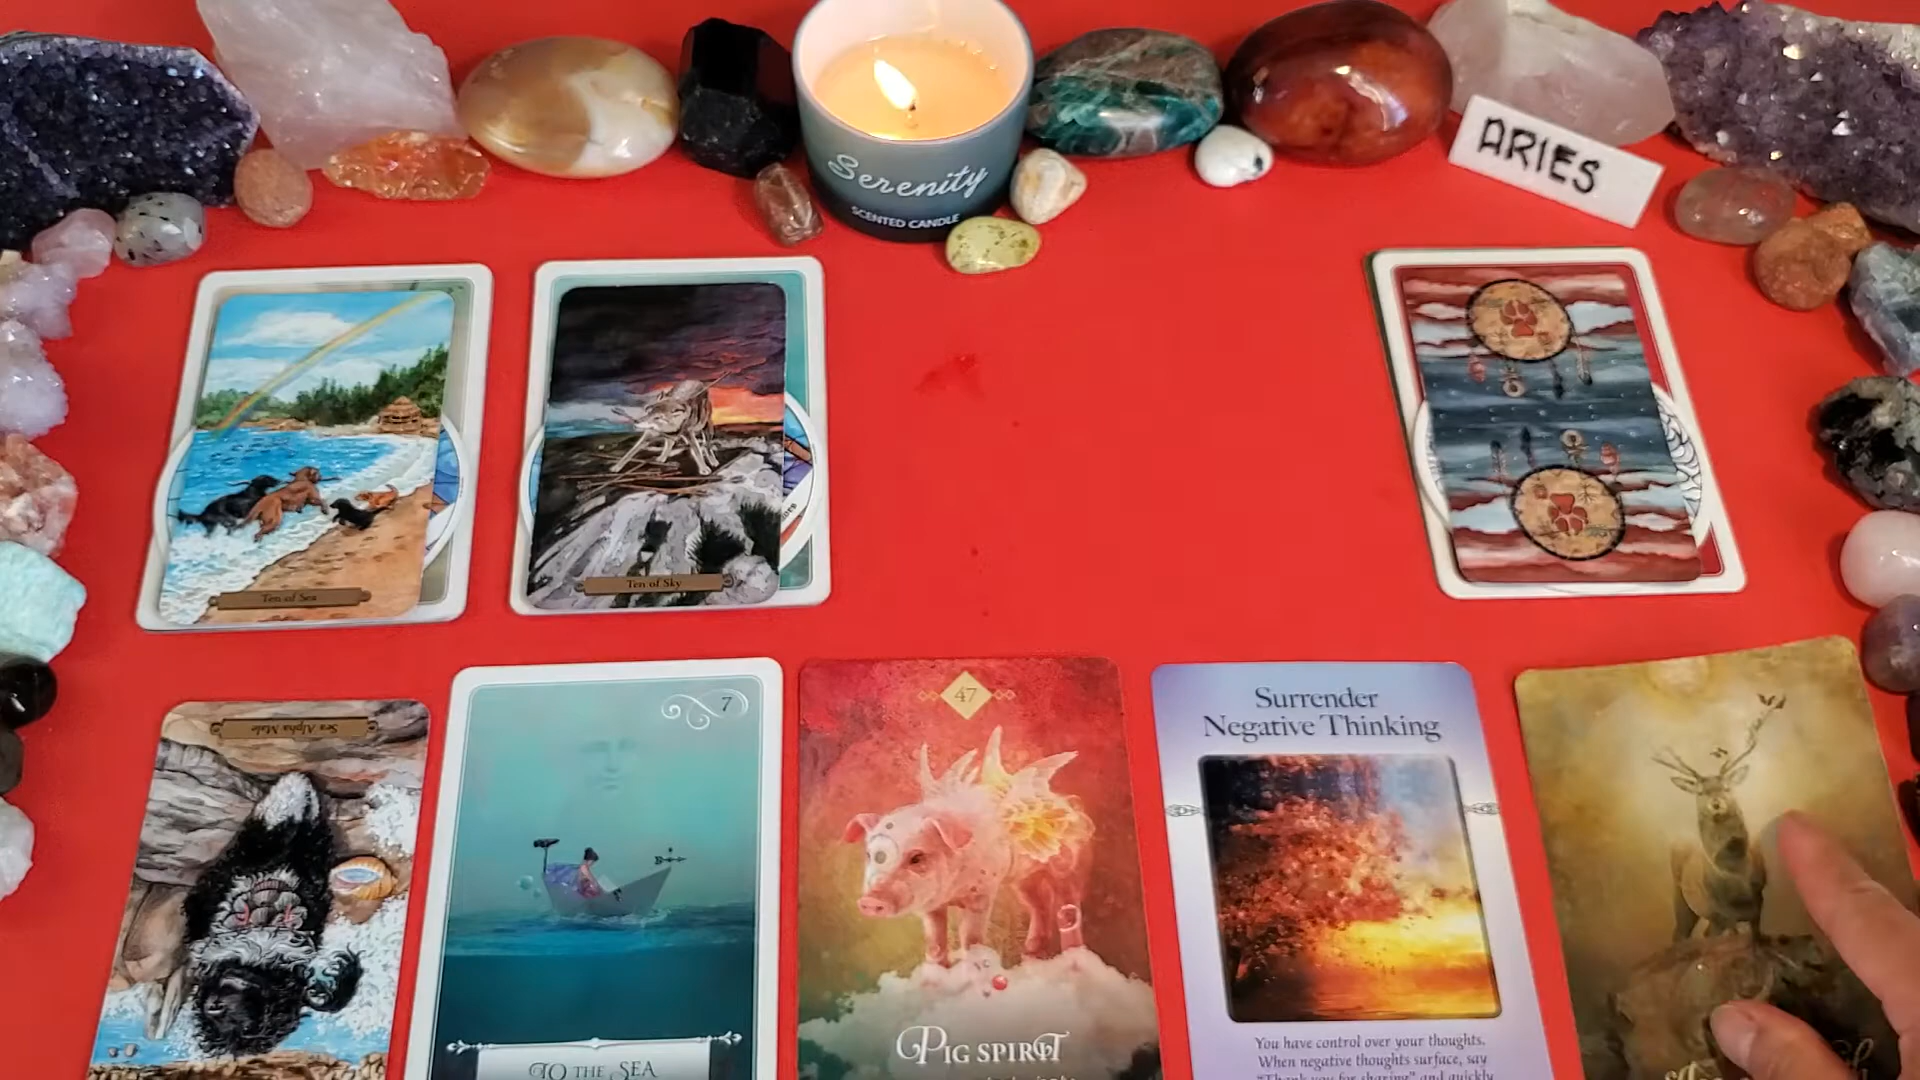 Serenity
SCENTED CANDLE
ARIES
Ten of Sea
Ten of Sky
Sea Alpha Male
7
TO THE SEA
47
PIG SPIRIT
Surrender
Negative Thinking
You have control over your thoughts.
When negative thoughts surface, say
"Thank you for sharing" and quickly